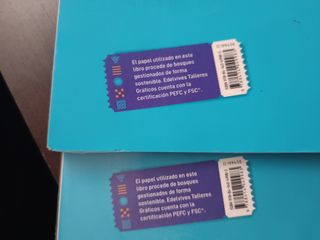 El papel utilizado en este
libro procede de bosques
gestionados de forma
sostenible. Edelvives Talleres
Gráficos cuenta con la
certificación PEFC y FSC®.
El papel utilizado en este
libro procede de bosques
gestionados de forma
sostenible. Edelvives Talleres
Gráficos cuenta con la
certificación PEFC y FSC®.